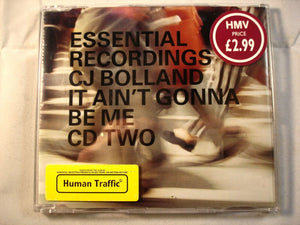 ESSENTIAL
RECORDINGS
CJ BOLLAND
IT AIN'T GONNA
BE ME
CD TWO
HMV
PRICE
£2.99
Human Traffic